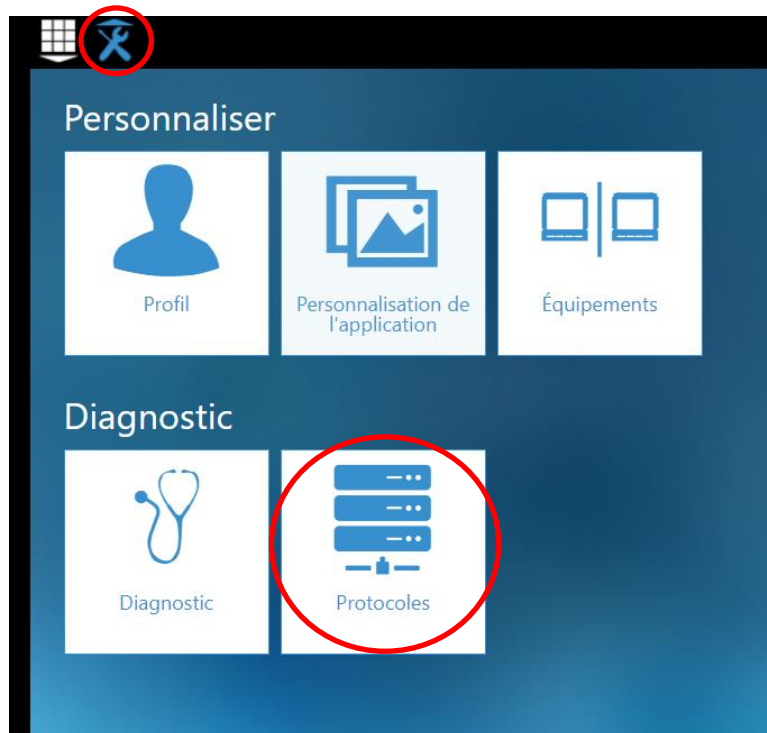 Personnaliser
Profil
Personnalisation de
l'application
Équipements
Diagnostic
Diagnostic
Protocoles